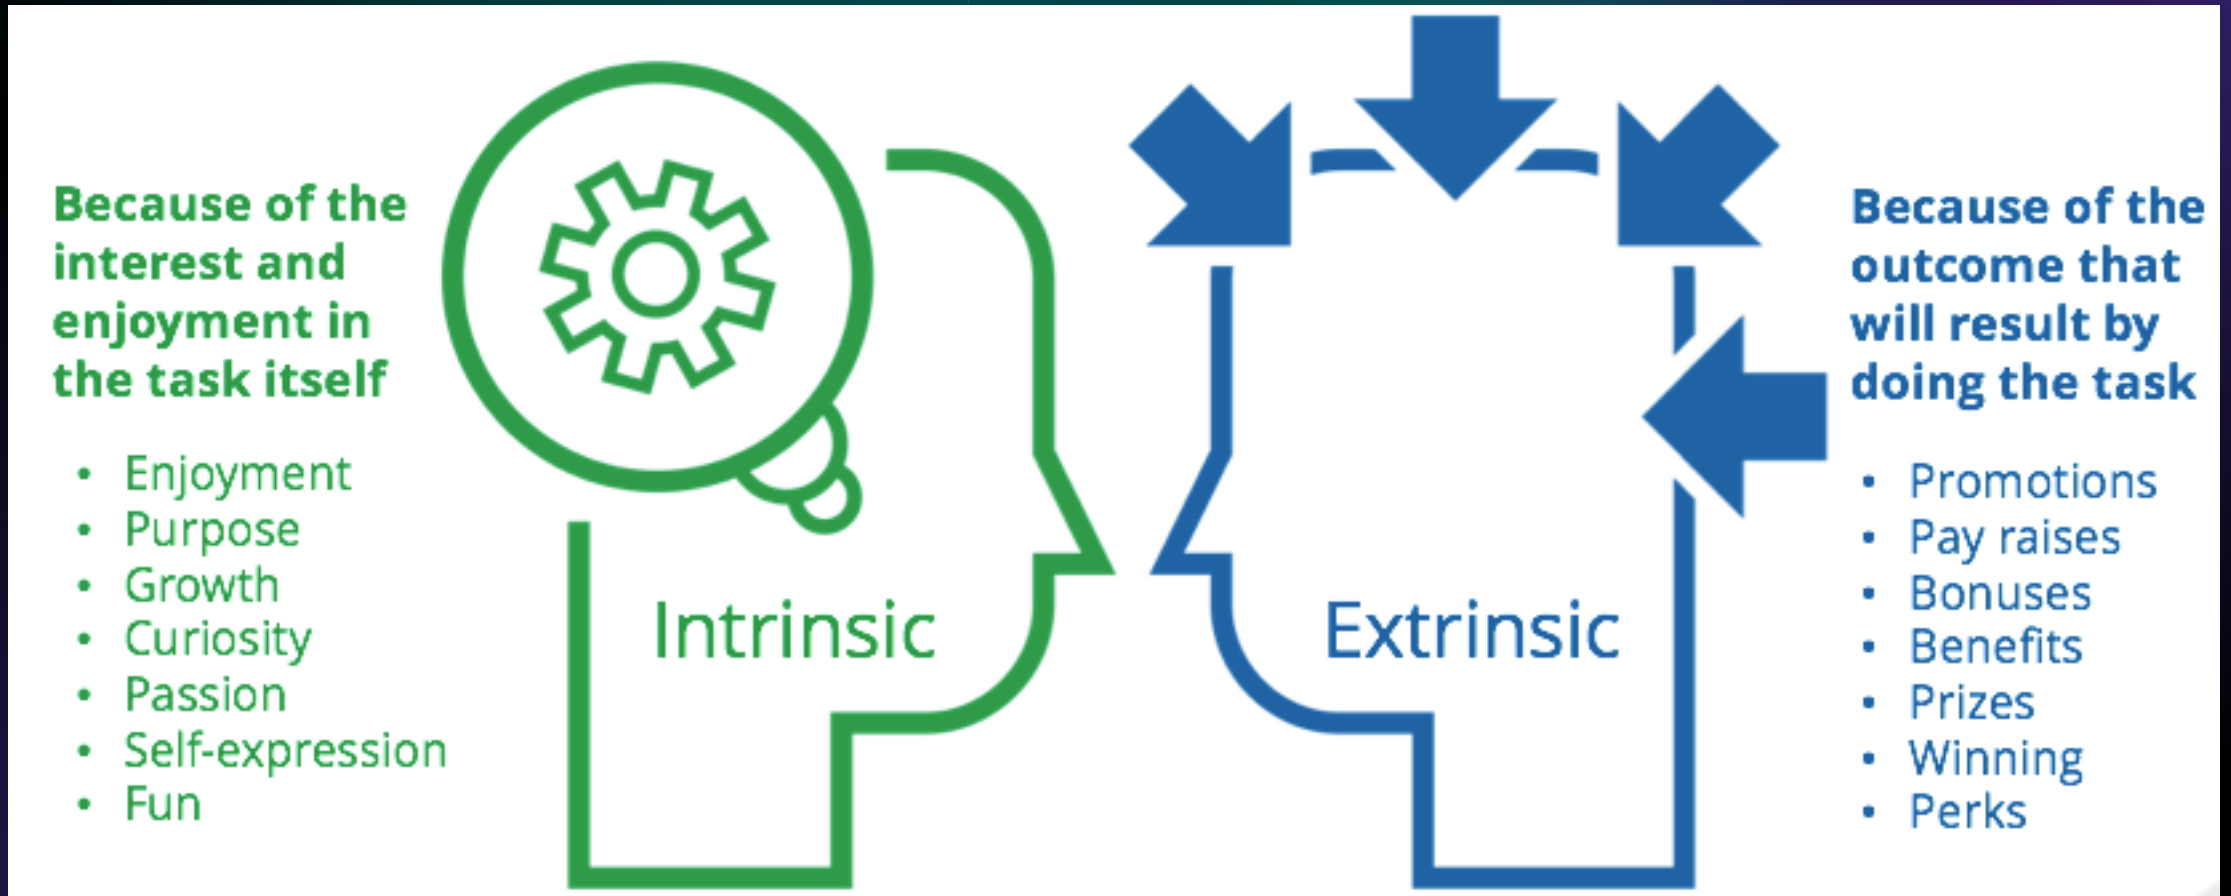 Because of the
interest and
enjoyment in
the task itself
• Enjoyment
• Purpose
• Growth
• Curiosity
• Passion
• Self-expression
• Fun
Intrinsic
Extrinsic
Because of the
outcome that
will result by
doing the task
• Promotions
• Pay raises
• Bonuses
• Benefits
• Prizes
• Winning
• Perks